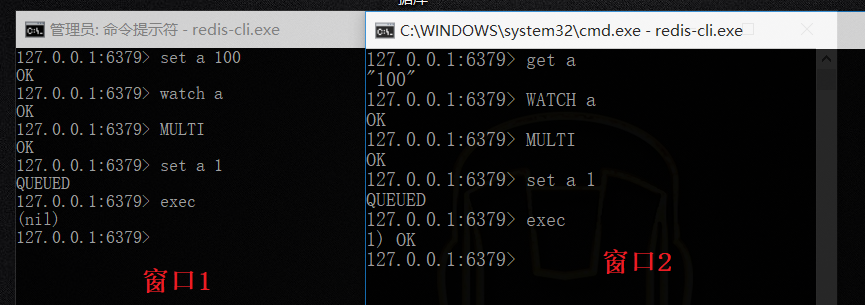 据库
管理员: 命令提示符 - redis-cli.exe
127.0.0.1:6379> set a 100
OK
127.0.0.1:6379> watch a
OK
127.0.0.1:6379> MULTI
OK
127.0.0.1:6379> set a 1
QUEUED
127.0.0.1:6379> exec
(nil)
127.0.0.1:6379>
窗口1
C:\WINDOWS\system32\cmd.exe - redis-cli.exe
127.0.0.1:6379> get a
"100"
127.0.0.1:6379> WATCH a
OK
127.0.0.1:6379> MULTI
OK
127.0.0.1:6379> set a 1
QUEUED
127.0.0.1:6379> exec
1) OK
127.0.0.1:6379>
窗口2